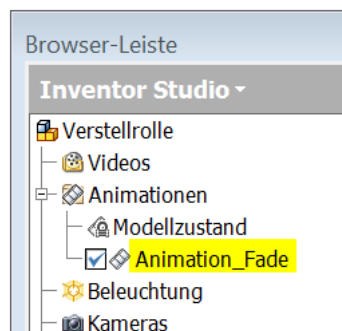 Browser-Leiste
Inventor Studio
Verstellrolle
Videos
Animationen
Modellzustand
Animation_Fade
Beleuchtung
Kameras